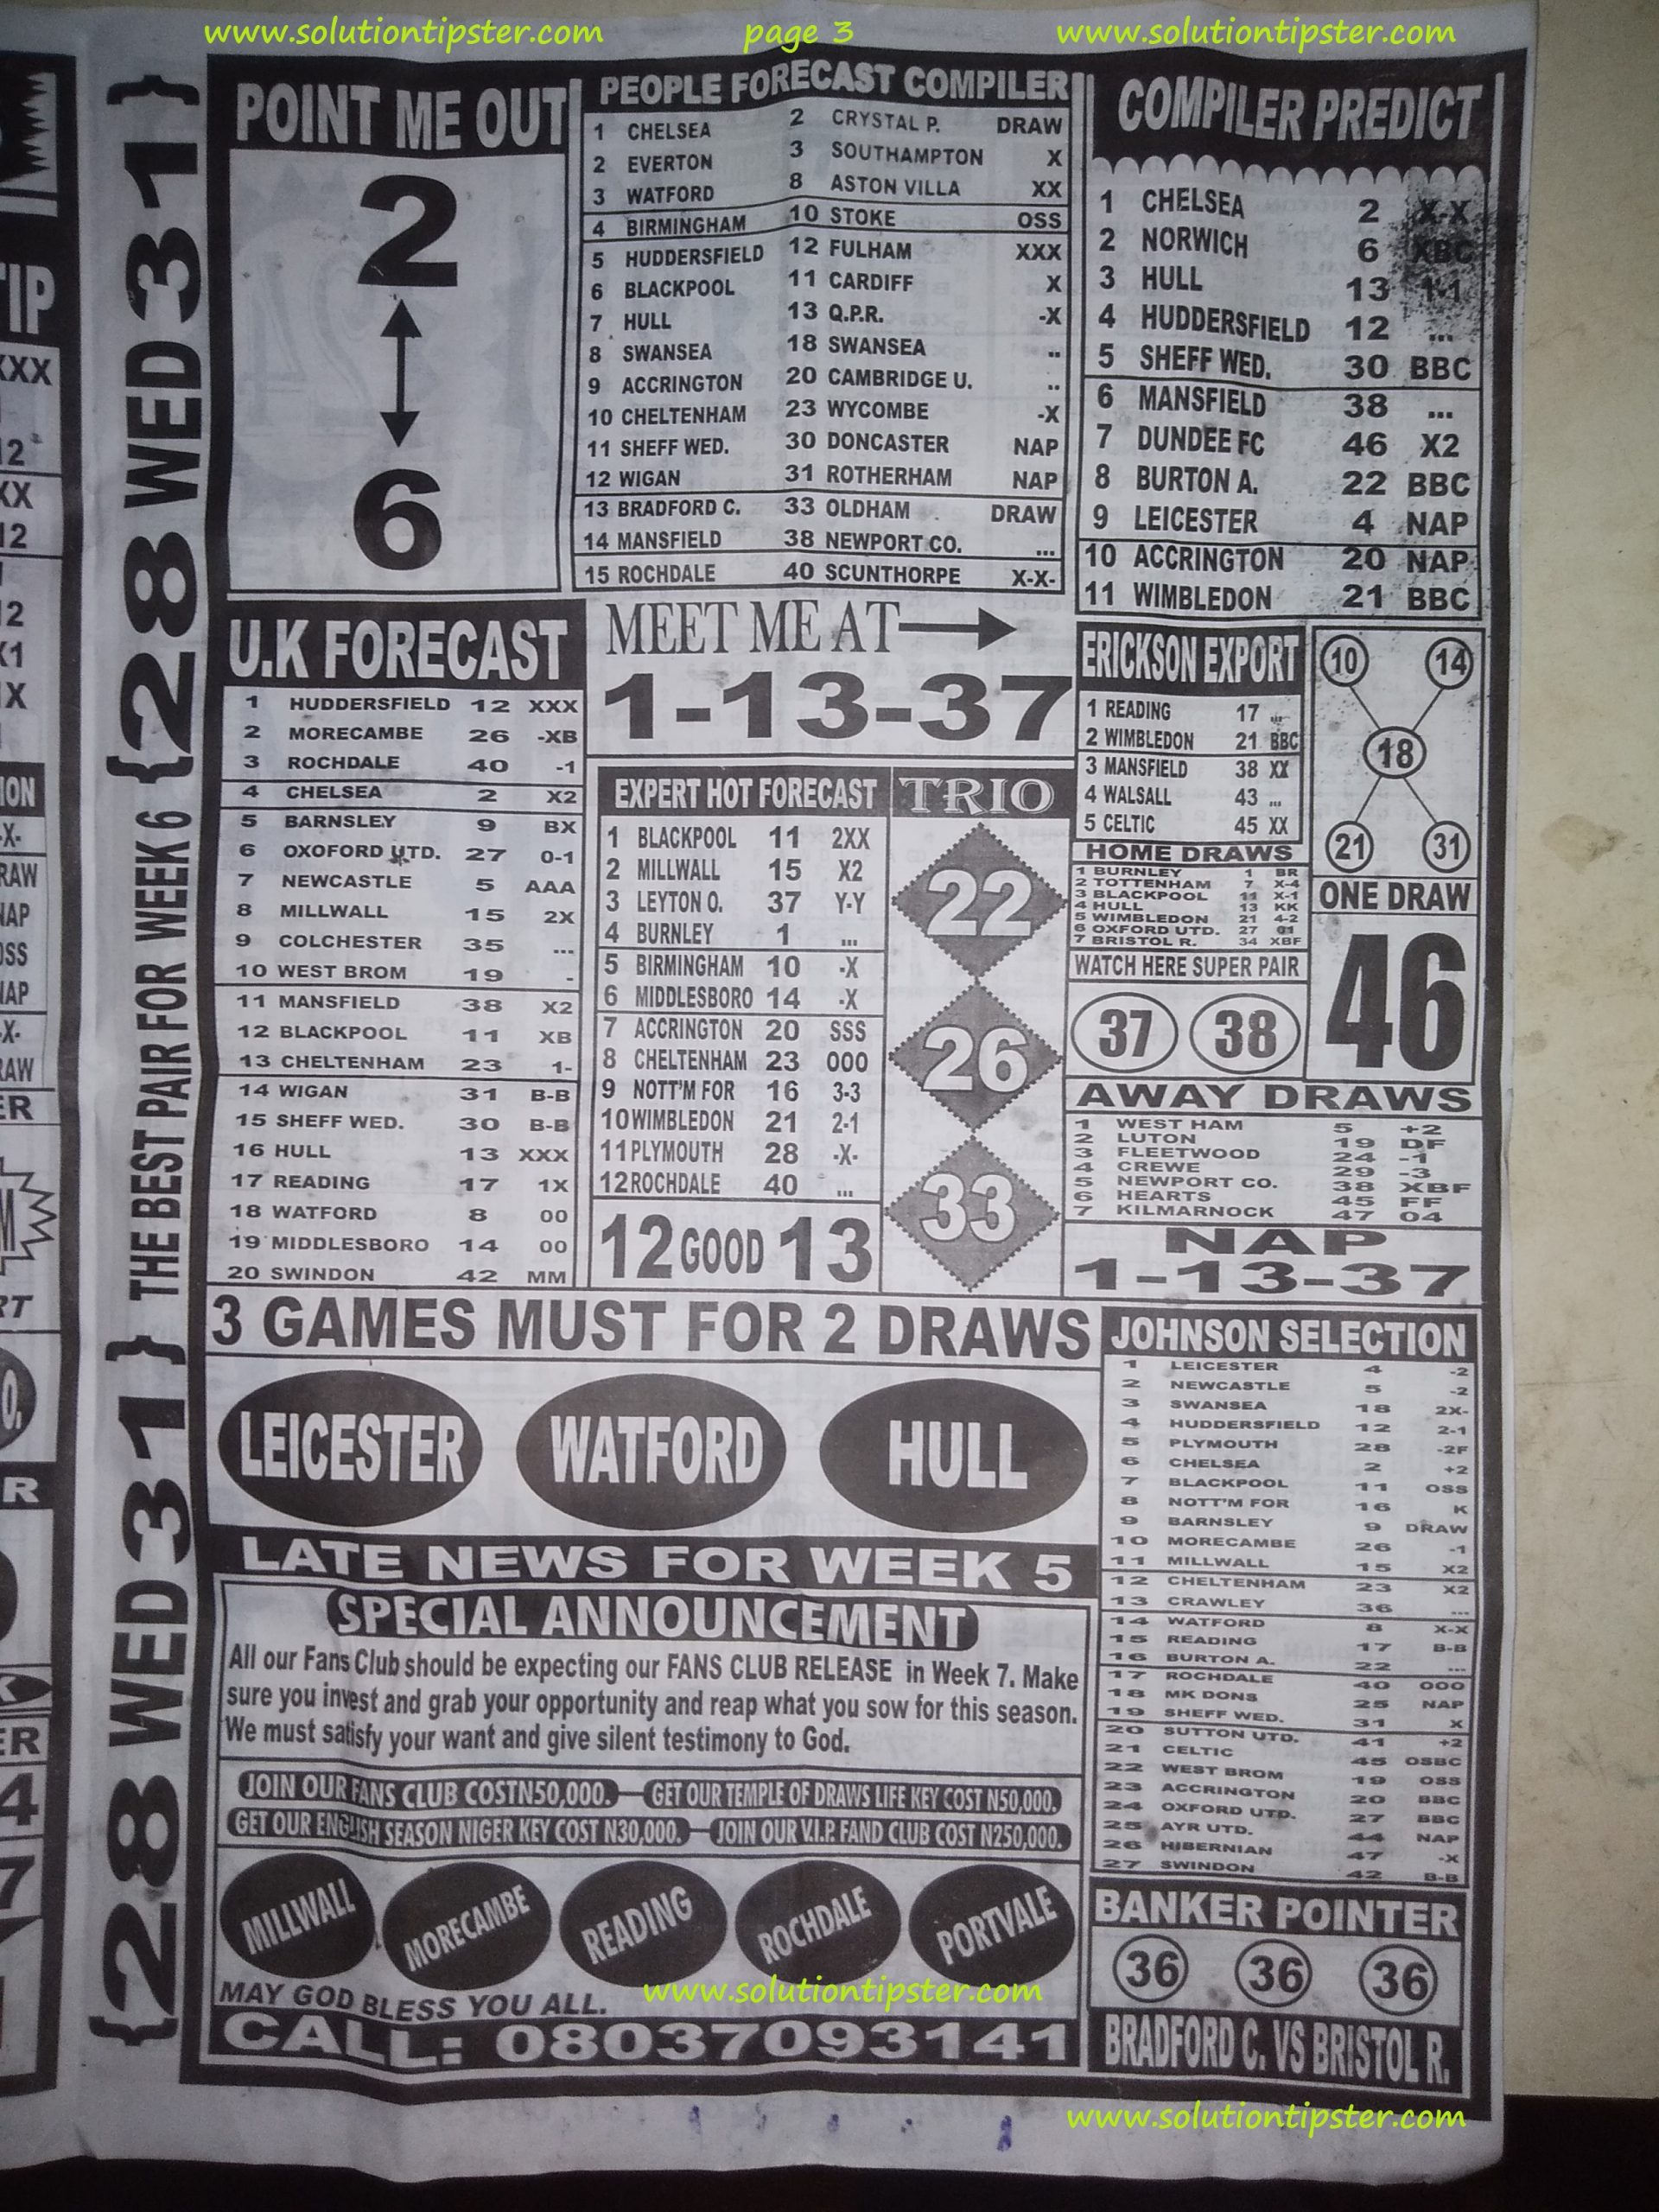 www.solutiontipster.com page 3 www.solutiontipster.com
{28 WED 31} THE BEST PAIR FOR WEEK 6 {28 WED 31}
POINT ME OUT
2
6
PEOPLE FORECAST COMPILER
1 CHELSEA 2 CRYSTAL P. DRAW
2 EVERTON 3 SOUTHAMPTON X
3 WATFORD 8 ASTON VILLA XX
4 BIRMINGHAM 10 STOKE OSS
5 HUDDERSFIELD 12 FULHAM XXX
6 BLACKPOOL 11 CARDIFF X
7 HULL 13 Q.P.R. -X
8 SWANSEA 18 SWANSEA ..
9 ACCRINGTON 20 CAMBRIDGE U. ..
10 CHELTENHAM 23 WYCOMBE -X
11 SHEFF WED. 30 DONCASTER NAP
12 WIGAN 31 ROTHERHAM NAP
13 BRADFORD C. 33 OLDHAM DRAW
14 MANSFIELD 38 NEWPORT CO. ...
15 ROCHDALE 40 SCUNTHORPE X-X-
COMPILER PREDICT
1 CHELSEA 2 X-X
2 NORWICH 6 XBC
3 HULL 13 1-1
4 HUDDERSFIELD 12 ...
5 SHEFF WED. 30 BBC
6 MANSFIELD 38 ...
7 DUNDEE FC 46 X2
8 BURTON A. 22 BBC
9 LEICESTER 4 NAP
10 ACCRINGTON 20 NAP
11 WIMBLEDON 21 BBC
U.K FORECAST
1 HUDDERSFIELD 12 XXX
2 MORECAMBE 26 -XB
3 ROCHDALE 40 -1
4 CHELSEA 2 X2
5 BARNSLEY 9 BX
6 OXOFORD UTD. 27 0-1
7 NEWCASTLE 5 AAA
8 MILLWALL 15 2X
9 COLCHESTER 35 ...
10 WEST BROM 19 -
11 MANSFIELD 38 X2
12 BLACKPOOL 11 XB
13 CHELTENHAM 23 1-
14 WIGAN 31 B-B
15 SHEFF WED. 30 B-B
16 HULL 13 XXX
17 READING 17 1X
18 WATFORD 8 00
19 MIDDLESBORO 14 00
20 SWINDON 42 MM
MEET ME AT
1-13-37
EXPERT HOT FORECAST
1 BLACKPOOL 11 2XX
2 MILLWALL 15 X2
3 LEYTON O. 37 Y-Y
4 BURNLEY 1 ...
5 BIRMINGHAM 10 -X
6 MIDDLESBORO 14 -X
7 ACCRINGTON 20 SSS
8 CHELTENHAM 23 000
9 NOTT'M FOR 16 3-3
10 WIMBLEDON 21 2-1
11 PLYMOUTH 28 -X-
12 ROCHDALE 40 ...
12 GOOD 13
TRIO
22
26
33
ERICKSON EXPORT
1 READING 17 ...
2 WIMBLEDON 21 BBC
3 MANSFIELD 38 XX
4 WALSALL 43 ...
5 CELTIC 45 XX
10 14
18
21 31
HOME DRAWS
1 BURNLEY 1 BR
2 TOTTENHAM 7 X-4
3 BLACKPOOL 11 X-1
4 HULL 13 KK
5 WIMBLEDON 21 4-2
6 OXFORD UTD. 27 01
7 BRISTOL R. 34 XBF
WATCH HERE SUPER PAIR
37 38
ONE DRAW
46
AWAY DRAWS
1 WEST HAM 5 +2
2 LUTON 19 DF
3 FLEETWOOD 24 -1
4 CREWE 29 -3
5 NEWPORT CO. 38 XBF
6 HEARTS 45 FF
7 KILMARNOCK 47 04
NAP
1-13-37
3 GAMES MUST FOR 2 DRAWS
LEICESTER WATFORD HULL
LATE NEWS FOR WEEK 5
SPECIAL ANNOUNCEMENT
All our Fans Club should be expecting our FANS CLUB RELEASE in Week 7. Make
sure you invest and grab your opportunity and reap what you sow for this season.
We must satisfy your want and give silent testimony to God.
JOIN OUR FANS CLUB COSTN50,000. GET OUR TEMPLE OF DRAWS LIFE KEY COST N50,000.
GET OUR ENGLISH SEASON NIGER KEY COST N30,000. JOIN OUR V.I.P. FAND CLUB COST N250,000.
MILLWALL MORECAMBE READING ROCHDALE PORTVALE
MAY GOD BLESS YOU ALL.
www.solutiontipster.com
CALL: 08037093141
JOHNSON SELECTION
1 LEICESTER 4 -2
2 NEWCASTLE 5 -2
3 SWANSEA 18 2X-
4 HUDDERSFIELD 12 2-1
5 PLYMOUTH 28 -2F
6 CHELSEA 2 +2
7 BLACKPOOL 11 OSS
8 NOTT'M FOR 16 K
9 BARNSLEY 9 DRAW
10 MORECAMBE 26 -1
11 MILLWALL 15 X2
12 CHELTENHAM 23 X2
13 CRAWLEY 36 ...
14 WATFORD 8 X-X
15 READING 17 B-B
16 BURTON A. 22 ...
17 ROCHDALE 40 OOO
18 MK DONS 25 NAP
19 SHEFF WED. 31 X
20 SUTTON UTD. 41 +2
21 CELTIC 45 OSBC
22 WEST BROM 19 OSS
23 ACCRINGTON 20 BBC
24 OXFORD UTD. 27 BBC
25 AYR UTD. 44 NAP
26 HIBERNIAN 47 -X
27 SWINDON 42 B-B
BANKER POINTER
36 36 36
BRADFORD C. VS BRISTOL R.
www.solutiontipster.com